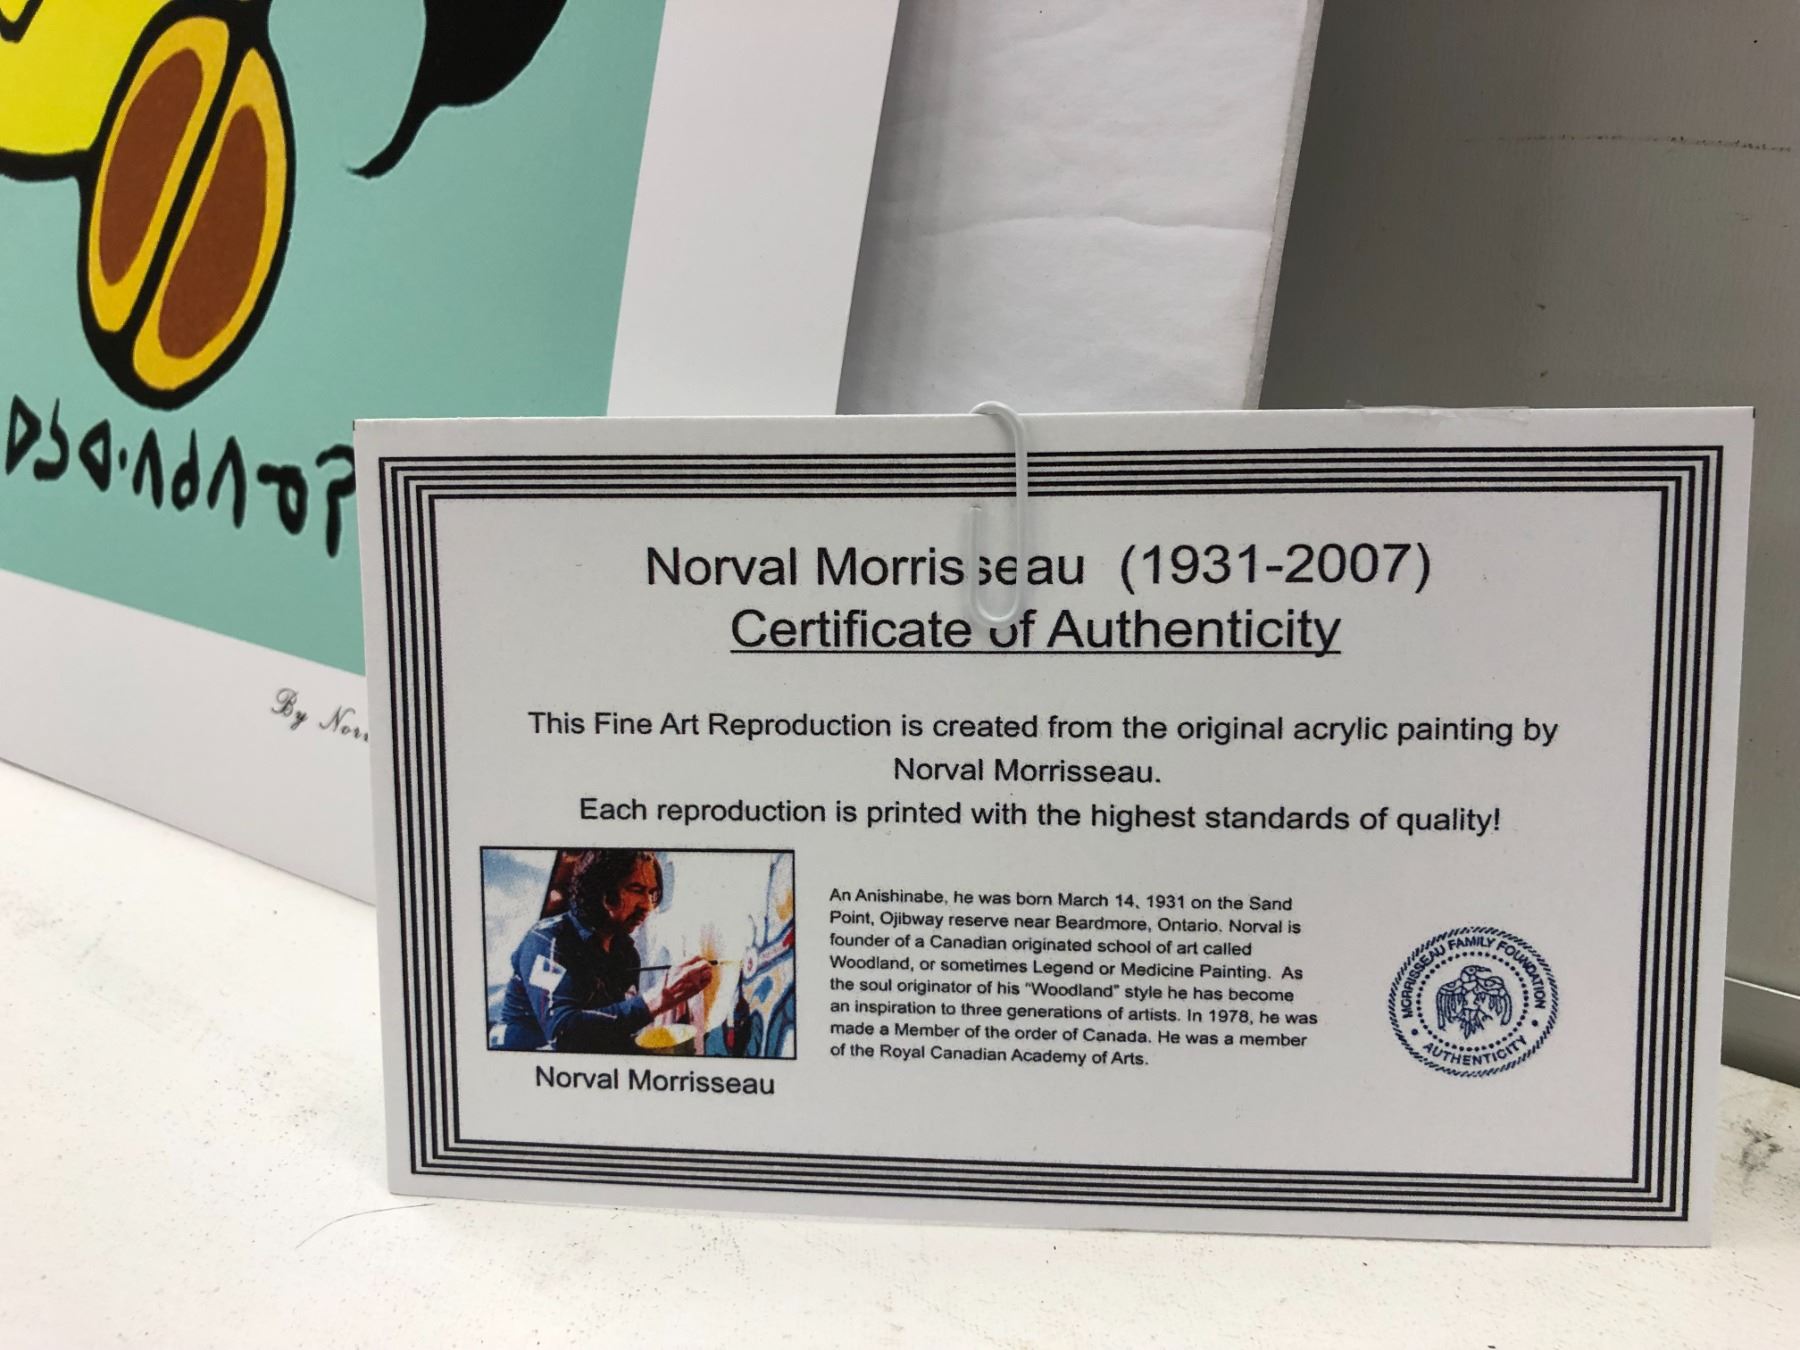 ᐅᓴᐘᐱᑯᐱᓀᓯ
By Norv
Norval Morrisseau (1931-2007)
Certificate of Authenticity
This Fine Art Reproduction is created from the original acrylic painting by
Norval Morrisseau.
Each reproduction is printed with the highest standards of quality!
An Anishinabe, he was born March 14, 1931 on the Sand
Point, Ojibway reserve near Beardmore, Ontario. Norval is
founder of a Canadian originated school of art called
Woodland, or sometimes Legend or Medicine Painting. As
the soul originator of his "Woodland" style he has become
an inspiration to three generations of artists. In 1978, he was
made a Member of the order of Canada. He was a member
of the Royal Canadian Academy of Arts.
Norval Morrisseau
MORRISSEAU FAMILY FOUNDATION
• AUTHENTICITY •